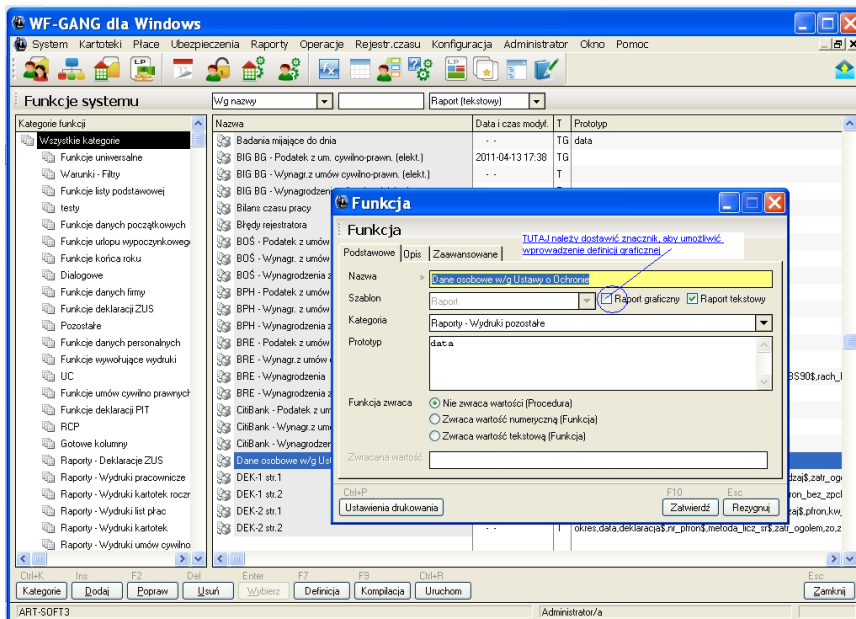 WF-GANG dla Windows
System Kartoteki Płace Ubezpieczenia Raporty Operacje Rejestr.czasu Konfiguracja Administrator Okno Pomoc
Funkcje systemu
Wg nazwy
Raport (tekstowy)
Kategorie funkcji
Wszystkie kategorie
Funkcje uniwersalne
Warunki - Filtry
Funkcje listy podstawowej
testy
Funkcje danych początkowych
Funkcje urlopu wypoczynkoweg
Funkcje końca roku
Dialogowe
Funkcje danych firmy
Funkcje deklaracji ZUS
Pozostałe
Funkcje danych personalnych
Funkcje wywołujące wydruki
UC
Funkcje umów cywilno prawnych
Funkcje deklaracji PIT
RCP
Gotowe kolumny
Raporty - Deklaracje ZUS
Raporty - Wydruki pracownicze
Raporty - Wydruki kartotek roczr
Raporty - Wydruki list płac
Raporty - Wydruki kartotek
Raporty - Wydruki umów cywilno
Nazwa Data i czas modyf. T Prototyp
Badania mijające do dnia - - TG data
BIG BG - Podatek z um. cywilno-prawn. (elekt.) 2011-04-13 17:38 TG
BIG BG - Wynagr.z umów cywilno-prawn. (elekt.) - - T
BIG BG - Wynagrodzeni
Bilans czasu pracy
Błędy rejestratora
BOŚ - Podatek z umów
BOŚ - Wynagr. z umów
BOŚ - Wynagrodzenia z
BPH - Podatek z umów
BPH - Wynagr. z umów
BPH - Wynagrodzenia z
BRE - Podatek z umów
BRE - Wynagr.z umów
BRE - Wynagrodzenia
BRE - Wynagrodzenia z
CitiBank - Podatek z um
CitiBank - Wynagr.z um
CitiBank - Wynagrodzer
Dane osobowe w/g Ust
DEK-1 str.1
DEK-1 str.2
DEK-2 str.1
DEK-2 str.2 - - T okres,data,deklaracja$,nr_pfron$,metoda_licz_sr$,zatr_ogolem,zo,z
Funkcja
Funkcja
TUTAJ należy dostawić znacznik, aby umożliwić
wprowadzenie definicji graficznej
Podstawowe Opis Zaawansowane
Nazwa » Dane osobowe w/g Ustawy o Ochronie
Szablon Raport Raport graficzny Raport tekstowy
Kategoria Raporty - Wydruki pozostałe
Prototyp data
Funkcja zwraca Nie zwraca wartości (Procedura)
Zwraca wartość numeryczną (Funkcja)
Zwraca wartość tekstową (Funkcja)
Zwracana wartość
Ctrl+P F10 Esc
Ustawienia drukowania Zatwierdź Rezygnuj
Ctrl+K Ins F2 Del Enter F7 F9 Ctrl+R Esc
Kategorie Dodaj Popraw Usuń Wybierz Definicja Kompilacja Uruchom Zamknij
ART-SOFT3 Administrator/a